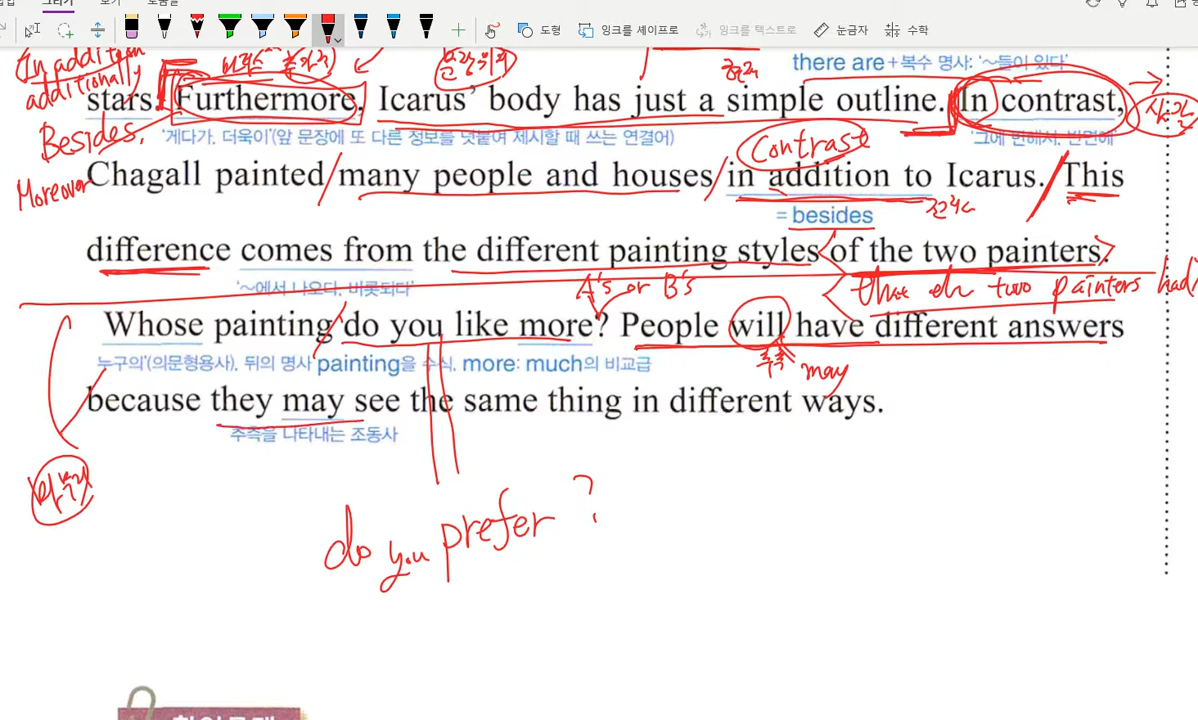 도형 잉크를 셰이프로 잉크를 텍스트로 눈금자 수학
In addition
additionally
there are +복수 명사: '~들이 있다'
stars. Furthermore, Icarus' body has just a simple outline. In contrast,
Besides.
'게다가, 더욱이'(앞 문장에 또 다른 정보를 덧붙여 제시할 때 쓰는 연결어)
그에 반해서, 반면에
Contrast
Moreover
Chagall painted many people and houses in addition to Icarus. This
= besides
difference comes from the different painting styles of the two painters.
'~에서 나오다, 비롯되다'
A's or B's
two painters had
Whose painting do you like more? People will have different answers
누구의'(의문형용사), 뒤의 명사 painting을 수식. more: much의 비교급
추측
may
because they may see the same thing in different ways.
추측을 나타내는 조동사
do you prefer?